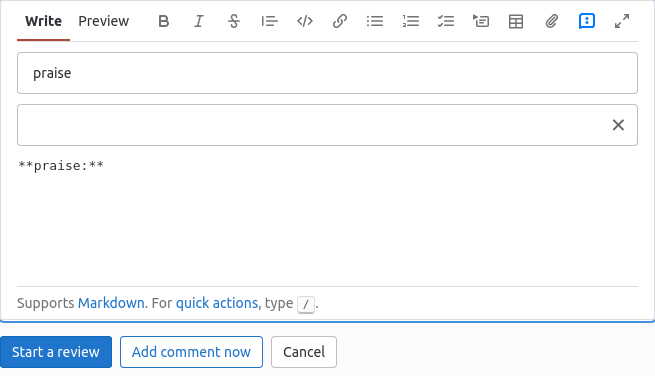 Write Preview
praise
**praise:**
Supports Markdown. For quick actions, type /.
Start a review Add comment now Cancel